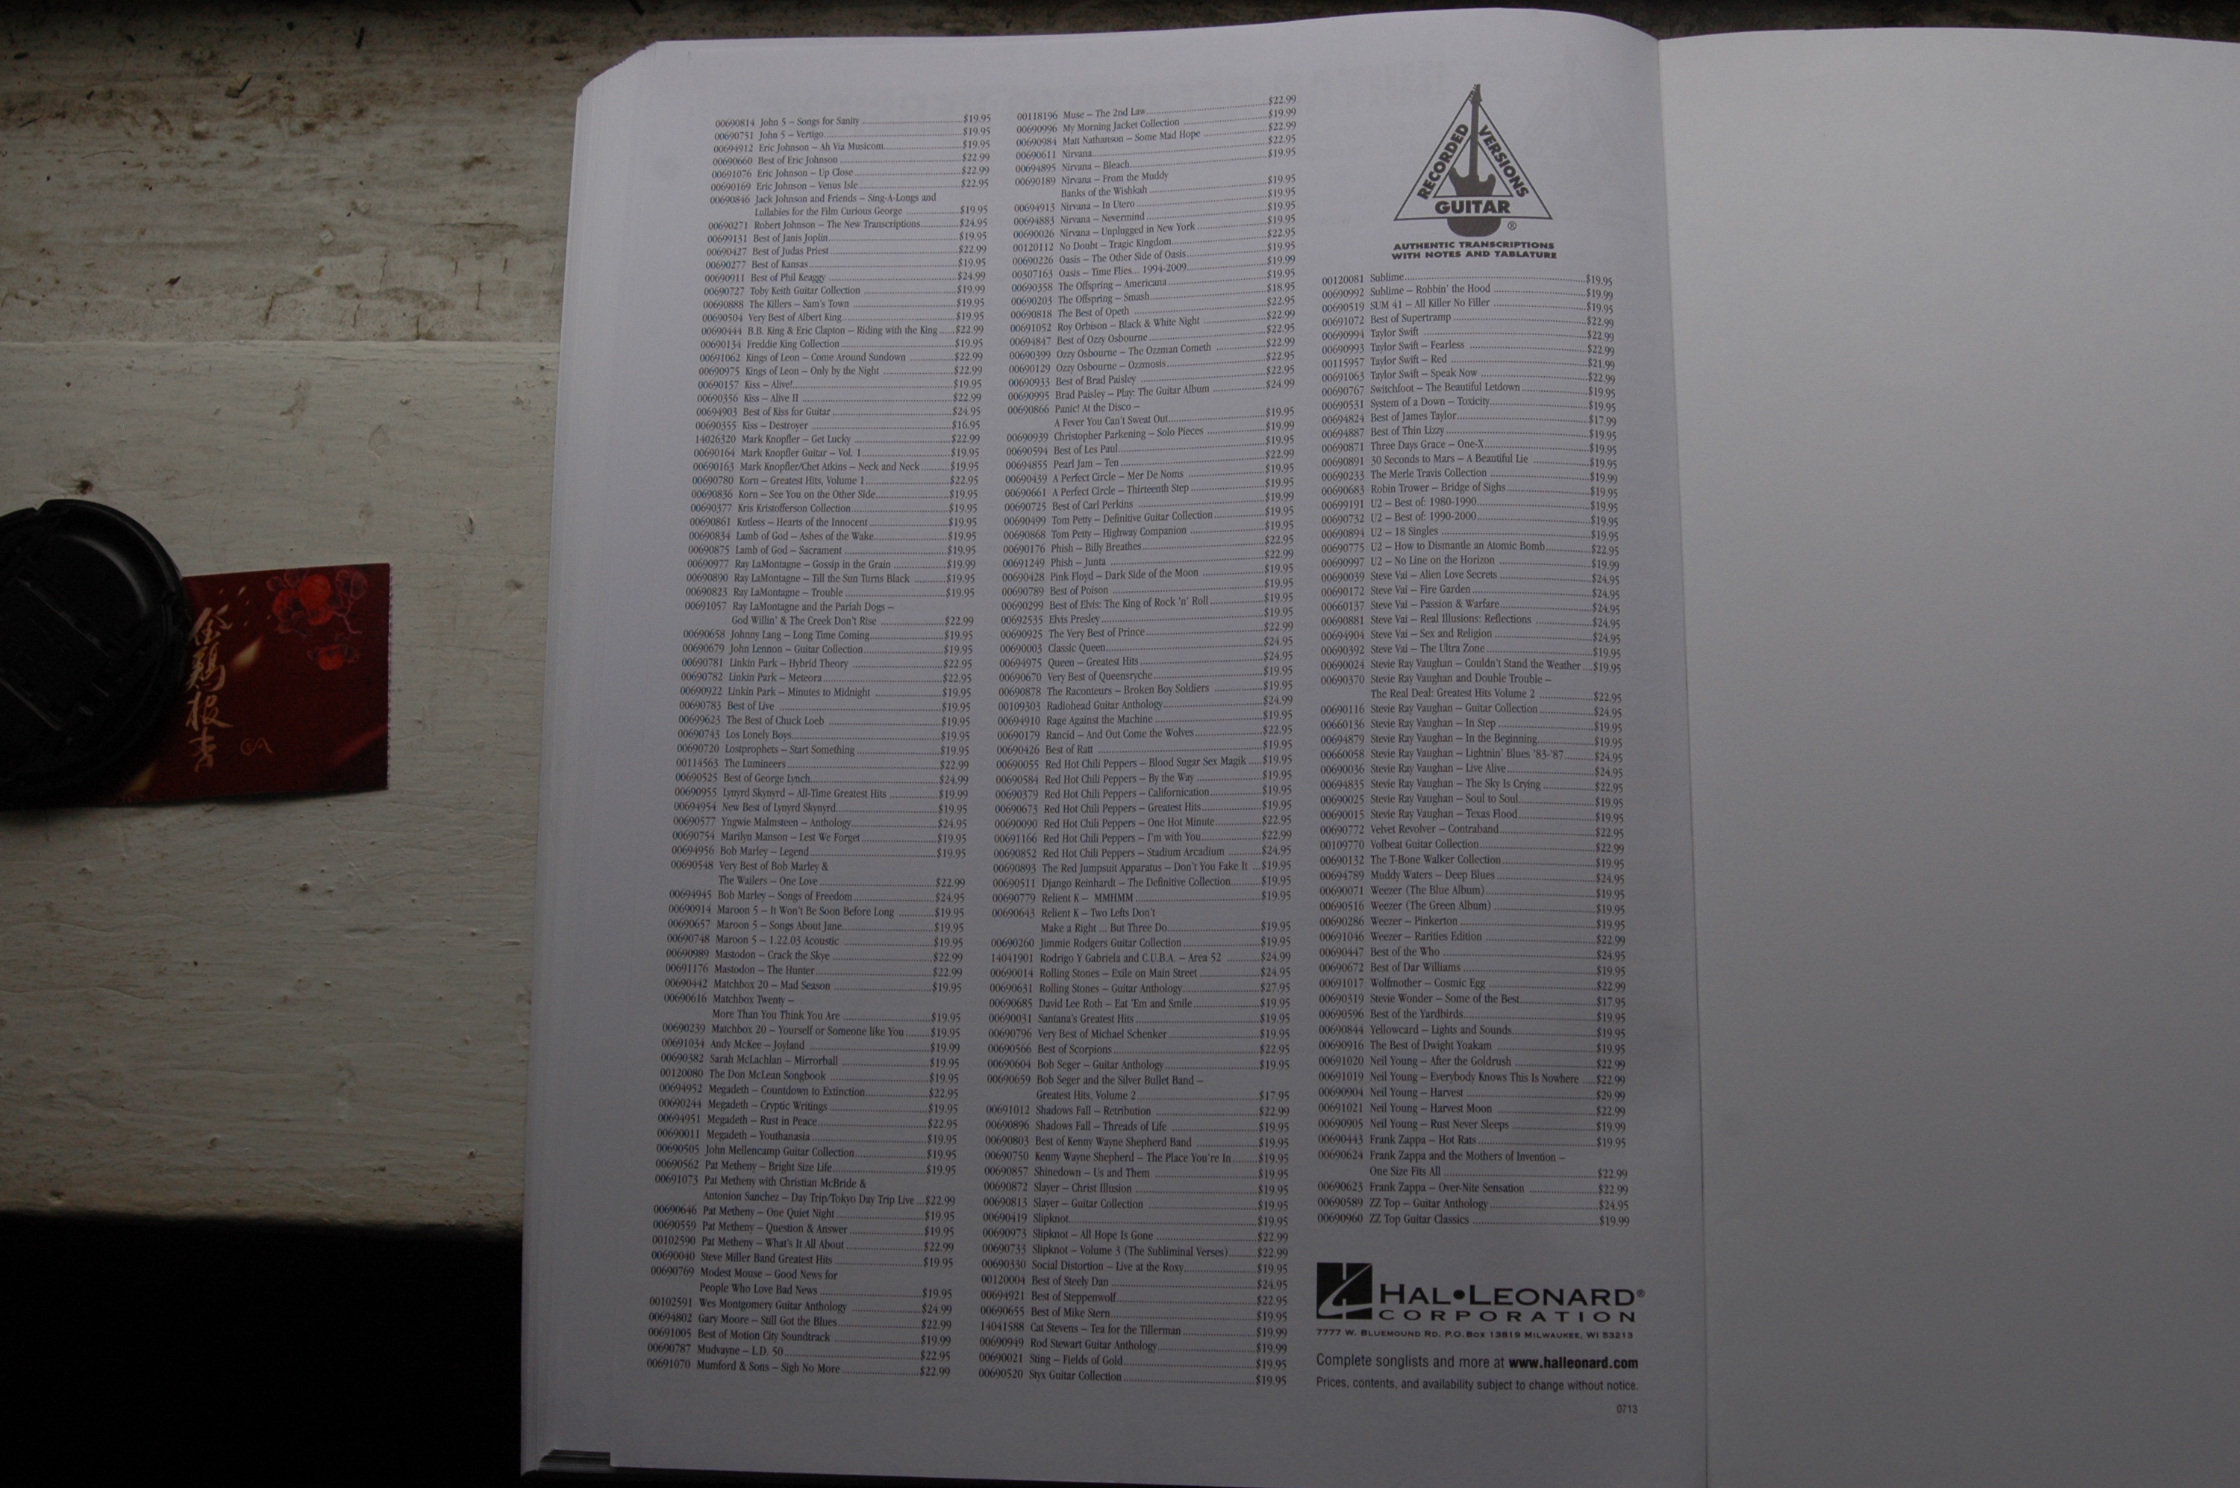 00690814 John 5 – Songs for Sanity $19.95
00690751 John 5 – Vertigo $19.95
00694912 Eric Johnson – Ah Via Musicom $19.95
00690660 Best of Eric Johnson $22.99
00691076 Eric Johnson – Up Close $22.99
00690169 Eric Johnson – Venus Isle $22.95
00690846 Jack Johnson and Friends – Sing-A-Longs and
Lullabies for the Film Curious George $19.95
00690271 Robert Johnson – The New Transcriptions $24.95
00699131 Best of Janis Joplin $19.95
00690427 Best of Judas Priest $22.99
00690277 Best of Kansas $19.95
00690911 Best of Phil Keaggy $24.99
00690727 Toby Keith Guitar Collection $19.99
00690888 The Killers – Sam's Town $19.95
00690504 Very Best of Albert King $19.95
00690444 B.B. King & Eric Clapton – Riding with the King $22.99
00690134 Freddie King Collection $19.95
00691062 Kings of Leon – Come Around Sundown $22.99
00690975 Kings of Leon – Only by the Night $22.99
00690157 Kiss – Alive! $19.95
00690356 Kiss – Alive II $22.99
00694903 Best of Kiss for Guitar $24.95
00690355 Kiss – Destroyer $16.95
14026320 Mark Knopfler – Get Lucky $22.99
00690164 Mark Knopfler Guitar – Vol. 1 $19.95
00690163 Mark Knopfler/Chet Atkins – Neck and Neck $19.95
00690780 Korn – Greatest Hits, Volume 1 $22.95
00690836 Korn – See You on the Other Side $19.95
00690377 Kris Kristofferson Collection $19.95
00690861 Kutless – Hearts of the Innocent $19.95
00690834 Lamb of God – Ashes of the Wake $19.95
00690875 Lamb of God – Sacrament $19.95
00690977 Ray LaMontagne – Gossip in the Grain $19.99
00690890 Ray LaMontagne – Till the Sun Turns Black $19.95
00690823 Ray LaMontagne – Trouble $19.95
00691057 Ray LaMontagne and the Pariah Dogs –
God Willin' & The Creek Don't Rise $22.99
00690658 Johnny Lang – Long Time Coming $19.95
00690679 John Lennon – Guitar Collection $19.95
00690781 Linkin Park – Hybrid Theory $22.95
00690782 Linkin Park – Meteora $22.95
00690922 Linkin Park – Minutes to Midnight $19.95
00690783 Best of Live $19.95
00699623 The Best of Chuck Loeb $19.95
00690743 Los Lonely Boys $19.95
00690720 Lostprophets – Start Something $19.95
00114563 The Lumineers $22.99
00690525 Best of George Lynch $24.99
00690955 Lynyrd Skynyrd – All-Time Greatest Hits $19.99
00694954 New Best of Lynyrd Skynyrd $19.95
00690577 Yngwie Malmsteen – Anthology $24.95
00690754 Marilyn Manson – Lest We Forget $19.95
00694956 Bob Marley – Legend $19.95
00690548 Very Best of Bob Marley &
The Wailers – One Love $22.99
00694945 Bob Marley – Songs of Freedom $24.95
00690914 Maroon 5 – It Won't Be Soon Before Long $19.95
00690657 Maroon 5 – Songs About Jane $19.95
00690748 Maroon 5 – 1.22.03 Acoustic $19.95
00690989 Mastodon – Crack the Skye $22.99
00691176 Mastodon – The Hunter $22.99
00690442 Matchbox 20 – Mad Season $19.95
00690616 Matchbox Twenty –
More Than You Think You Are $19.95
00690239 Matchbox 20 – Yourself or Someone like You $19.95
00691034 Andy McKee – Joyland $19.99
00690382 Sarah McLachlan – Mirrorball $19.95
00120080 The Don McLean Songbook $19.95
00694952 Megadeth – Countdown to Extinction $22.95
00690244 Megadeth – Cryptic Writings $19.95
00694951 Megadeth – Rust in Peace $22.95
00690011 Megadeth – Youthanasia $19.95
00690505 John Mellencamp Guitar Collection $19.95
00690562 Pat Metheny – Bright Size Life $19.95
00691073 Pat Metheny with Christian McBride &
Antonion Sanchez – Day Trip/Tokyo Day Trip Live $22.99
00690646 Pat Metheny – One Quiet Night $19.95
00690559 Pat Metheny – Question & Answer $19.95
00102590 Pat Metheny – What's It All About $22.99
00690040 Steve Miller Band Greatest Hits $19.95
00690769 Modest Mouse – Good News for
People Who Love Bad News $19.95
00102591 Wes Montgomery Guitar Anthology $24.99
00694802 Gary Moore – Still Got the Blues $22.99
00691005 Best of Motion City Soundtrack $19.99
00690787 Mudvayne – L.D. 50 $22.95
00691070 Mumford & Sons – Sigh No More $22.99
00118196 Muse – The 2nd Law $22.99
00690996 My Morning Jacket Collection $19.99
00690984 Matt Nathanson – Some Mad Hope $22.99
00690611 Nirvana $22.95
00694895 Nirvana – Bleach $19.95
00690189 Nirvana – From the Muddy
Banks of the Wishkah $19.95
00694913 Nirvana – In Utero $19.95
00694883 Nirvana – Nevermind $19.95
00690026 Nirvana – Unplugged in New York $19.95
00120112 No Doubt – Tragic Kingdom $22.95
00690226 Oasis – The Other Side of Oasis $19.95
00307163 Oasis – Time Flies... 1994-2009 $19.99
00690358 The Offspring – Americana $19.95
00690203 The Offspring – Smash $18.95
00690818 The Best of Opeth $22.95
00691052 Roy Orbison – Black & White Night $22.99
00694847 Best of Ozzy Osbourne $22.95
00690399 Ozzy Osbourne – The Ozzman Cometh $22.99
00690129 Ozzy Osbourne – Ozzmosis $22.95
00690933 Best of Brad Paisley $22.95
00690995 Brad Paisley – Play: The Guitar Album $24.99
00690866 Panic! At the Disco –
A Fever You Can't Sweat Out $19.95
00690939 Christopher Parkening – Solo Pieces $19.99
00690594 Best of Les Paul $19.95
00694855 Pearl Jam – Ten $22.99
00690439 A Perfect Circle – Mer De Noms $19.95
00690661 A Perfect Circle – Thirteenth Step $19.95
00690725 Best of Carl Perkins $19.99
00690499 Tom Petty – Definitive Guitar Collection $19.95
00690868 Tom Petty – Highway Companion $19.95
00690176 Phish – Billy Breathes $22.95
00691249 Phish – Junta $22.99
00690428 Pink Floyd – Dark Side of the Moon $19.95
00690789 Best of Poison $19.95
00690299 Best of Elvis: The King of Rock 'n' Roll $19.95
00692535 Elvis Presley $19.95
00690925 The Very Best of Prince $22.99
00690003 Classic Queen $24.95
00694975 Queen – Greatest Hits $24.95
00690670 Very Best of Queensryche $19.95
00690878 The Raconteurs – Broken Boy Soldiers $19.95
00109303 Radiohead Guitar Anthology $24.99
00694910 Rage Against the Machine $19.95
00690179 Rancid – And Out Come the Wolves $22.95
00690426 Best of Ratt $19.95
00690055 Red Hot Chili Peppers – Blood Sugar Sex Magik $19.95
00690584 Red Hot Chili Peppers – By the Way $19.95
00690379 Red Hot Chili Peppers – Californication $19.95
00690673 Red Hot Chili Peppers – Greatest Hits $19.95
00690090 Red Hot Chili Peppers – One Hot Minute $22.95
00691166 Red Hot Chili Peppers – I'm with You $22.99
00690852 Red Hot Chili Peppers – Stadium Arcadium $24.95
00690893 The Red Jumpsuit Apparatus – Don't You Fake It $19.95
00690511 Django Reinhardt – The Definitive Collection $19.95
00690779 Relient K – MMHMM $19.95
00690643 Relient K – Two Lefts Don't
Make a Right ... But Three Do $19.95
00690260 Jimmie Rodgers Guitar Collection $19.95
14041901 Rodrigo Y Gabriela and C.U.B.A. – Area 52 $24.99
00690014 Rolling Stones – Exile on Main Street $24.95
00690631 Rolling Stones – Guitar Anthology $27.95
00690685 David Lee Roth – Eat 'Em and Smile $19.95
00690031 Santana's Greatest Hits $19.95
00690796 Very Best of Michael Schenker $19.95
00690566 Best of Scorpions $22.95
00690604 Bob Seger – Guitar Anthology $19.95
00690659 Bob Seger and the Silver Bullet Band –
Greatest Hits, Volume 2 $17.95
00691012 Shadows Fall – Retribution $22.99
00690896 Shadows Fall – Threads of Life $19.95
00690803 Best of Kenny Wayne Shepherd Band $19.95
00690750 Kenny Wayne Shepherd – The Place You're In $19.95
00690857 Shinedown – Us and Them $19.95
00690872 Slayer – Christ Illusion $19.95
00690813 Slayer – Guitar Collection $19.95
00690419 Slipknot $19.95
00690973 Slipknot – All Hope Is Gone $22.99
00690733 Slipknot – Volume 3 (The Subliminal Verses) $22.99
00690330 Social Distortion – Live at the Roxy $19.95
00120004 Best of Steely Dan $24.95
00694921 Best of Steppenwolf $22.95
00690655 Best of Mike Stern $19.95
14041588 Cat Stevens – Tea for the Tillerman $19.99
00690949 Rod Stewart Guitar Anthology $19.99
00690021 Sting – Fields of Gold $19.95
00690520 Styx Guitar Collection $19.95
RECORDED VERSIONS
GUITAR ®
AUTHENTIC TRANSCRIPTIONS
WITH NOTES AND TABLATURE
00120081 Sublime $19.95
00690992 Sublime – Robbin' the Hood $19.99
00690519 SUM 41 – All Killer No Filler $19.95
00691072 Best of Supertramp $22.99
00690994 Taylor Swift $22.99
00690993 Taylor Swift – Fearless $22.99
00115957 Taylor Swift – Red $21.99
00691063 Taylor Swift – Speak Now $22.99
00690767 Switchfoot – The Beautiful Letdown $19.95
00690531 System of a Down – Toxicity $19.95
00694824 Best of James Taylor $17.99
00694887 Best of Thin Lizzy $19.95
00690871 Three Days Grace – One-X $19.95
00690891 30 Seconds to Mars – A Beautiful Lie $19.95
00690233 The Merle Travis Collection $19.99
00690683 Robin Trower – Bridge of Sighs $19.95
00699191 U2 – Best of: 1980-1990 $19.95
00690732 U2 – Best of: 1990-2000 $19.95
00690894 U2 – 18 Singles $19.95
00690775 U2 – How to Dismantle an Atomic Bomb $22.95
00690997 U2 – No Line on the Horizon $19.99
00690039 Steve Vai – Alien Love Secrets $24.95
00690172 Steve Vai – Fire Garden $24.95
00660137 Steve Vai – Passion & Warfare $24.95
00690881 Steve Vai – Real Illusions: Reflections $24.95
00694904 Steve Vai – Sex and Religion $24.95
00690392 Steve Vai – The Ultra Zone $19.95
00690024 Stevie Ray Vaughan – Couldn't Stand the Weather $19.95
00690370 Stevie Ray Vaughan and Double Trouble –
The Real Deal: Greatest Hits Volume 2 $22.95
00690116 Stevie Ray Vaughan – Guitar Collection $24.95
00660136 Stevie Ray Vaughan – In Step $19.95
00694879 Stevie Ray Vaughan – In the Beginning $19.95
00660058 Stevie Ray Vaughan – Lightnin' Blues '83-'87 $24.95
00690036 Stevie Ray Vaughan – Live Alive $24.95
00694835 Stevie Ray Vaughan – The Sky Is Crying $22.95
00690025 Stevie Ray Vaughan – Soul to Soul $19.95
00690015 Stevie Ray Vaughan – Texas Flood $19.95
00690772 Velvet Revolver – Contraband $22.95
00109770 Volbeat Guitar Collection $22.99
00690132 The T-Bone Walker Collection $19.95
00694789 Muddy Waters – Deep Blues $24.95
00690071 Weezer (The Blue Album) $19.95
00690516 Weezer (The Green Album) $19.95
00690286 Weezer – Pinkerton $19.95
00691046 Weezer – Rarities Edition $22.99
00690447 Best of the Who $24.95
00690672 Best of Dar Williams $19.95
00691017 Wolfmother – Cosmic Egg $22.99
00690319 Stevie Wonder – Some of the Best $17.95
00690596 Best of the Yardbirds $19.95
00690844 Yellowcard – Lights and Sounds $19.95
00690916 The Best of Dwight Yoakam $19.95
00691020 Neil Young – After the Goldrush $22.99
00691019 Neil Young – Everybody Knows This Is Nowhere $22.99
00690904 Neil Young – Harvest $29.99
00691021 Neil Young – Harvest Moon $22.99
00690905 Neil Young – Rust Never Sleeps $19.99
00690443 Frank Zappa – Hot Rats $19.95
00690624 Frank Zappa and the Mothers of Invention –
One Size Fits All $22.99
00690623 Frank Zappa – Over-Nite Sensation $22.99
00690589 ZZ Top – Guitar Anthology $24.95
00690960 ZZ Top Guitar Classics $19.99
HAL•LEONARD®
CORPORATION
7777 W. BLUEMOUND RD. P.O. BOX 13819 MILWAUKEE, WI 53213
Complete songlists and more at www.halleonard.com
Prices, contents, and availability subject to change without notice.
0713
金鷄报吉